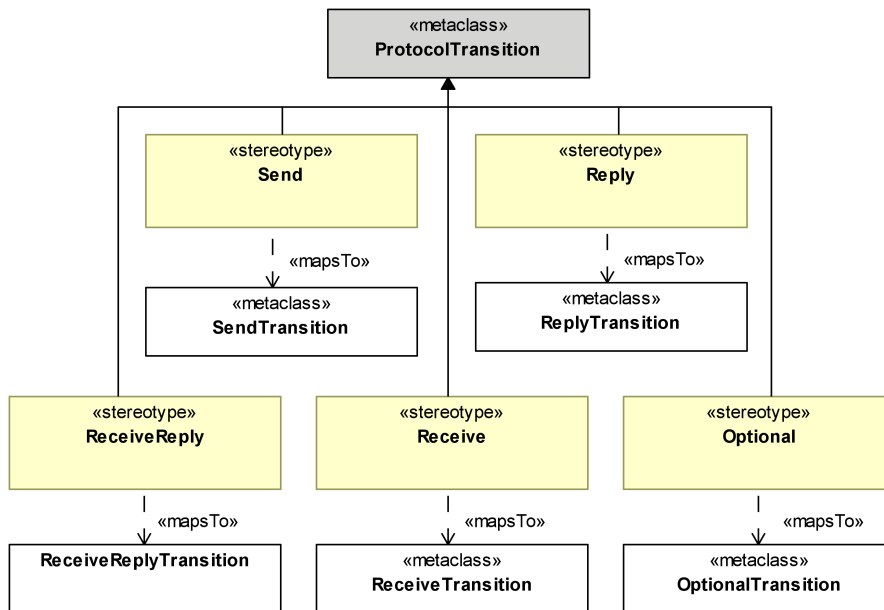 «metaclass»
ProtocolTransition
«stereotype»
Send
«stereotype»
Reply
«mapsTo»
«mapsTo»
«metaclass»
SendTransition
«metaclass»
ReplyTransition
«stereotype»
ReceiveReply
«stereotype»
Receive
«stereotype»
Optional
«mapsTo»
«mapsTo»
«mapsTo»
ReceiveReplyTransition
«metaclass»
ReceiveTransition
«metaclass»
OptionalTransition